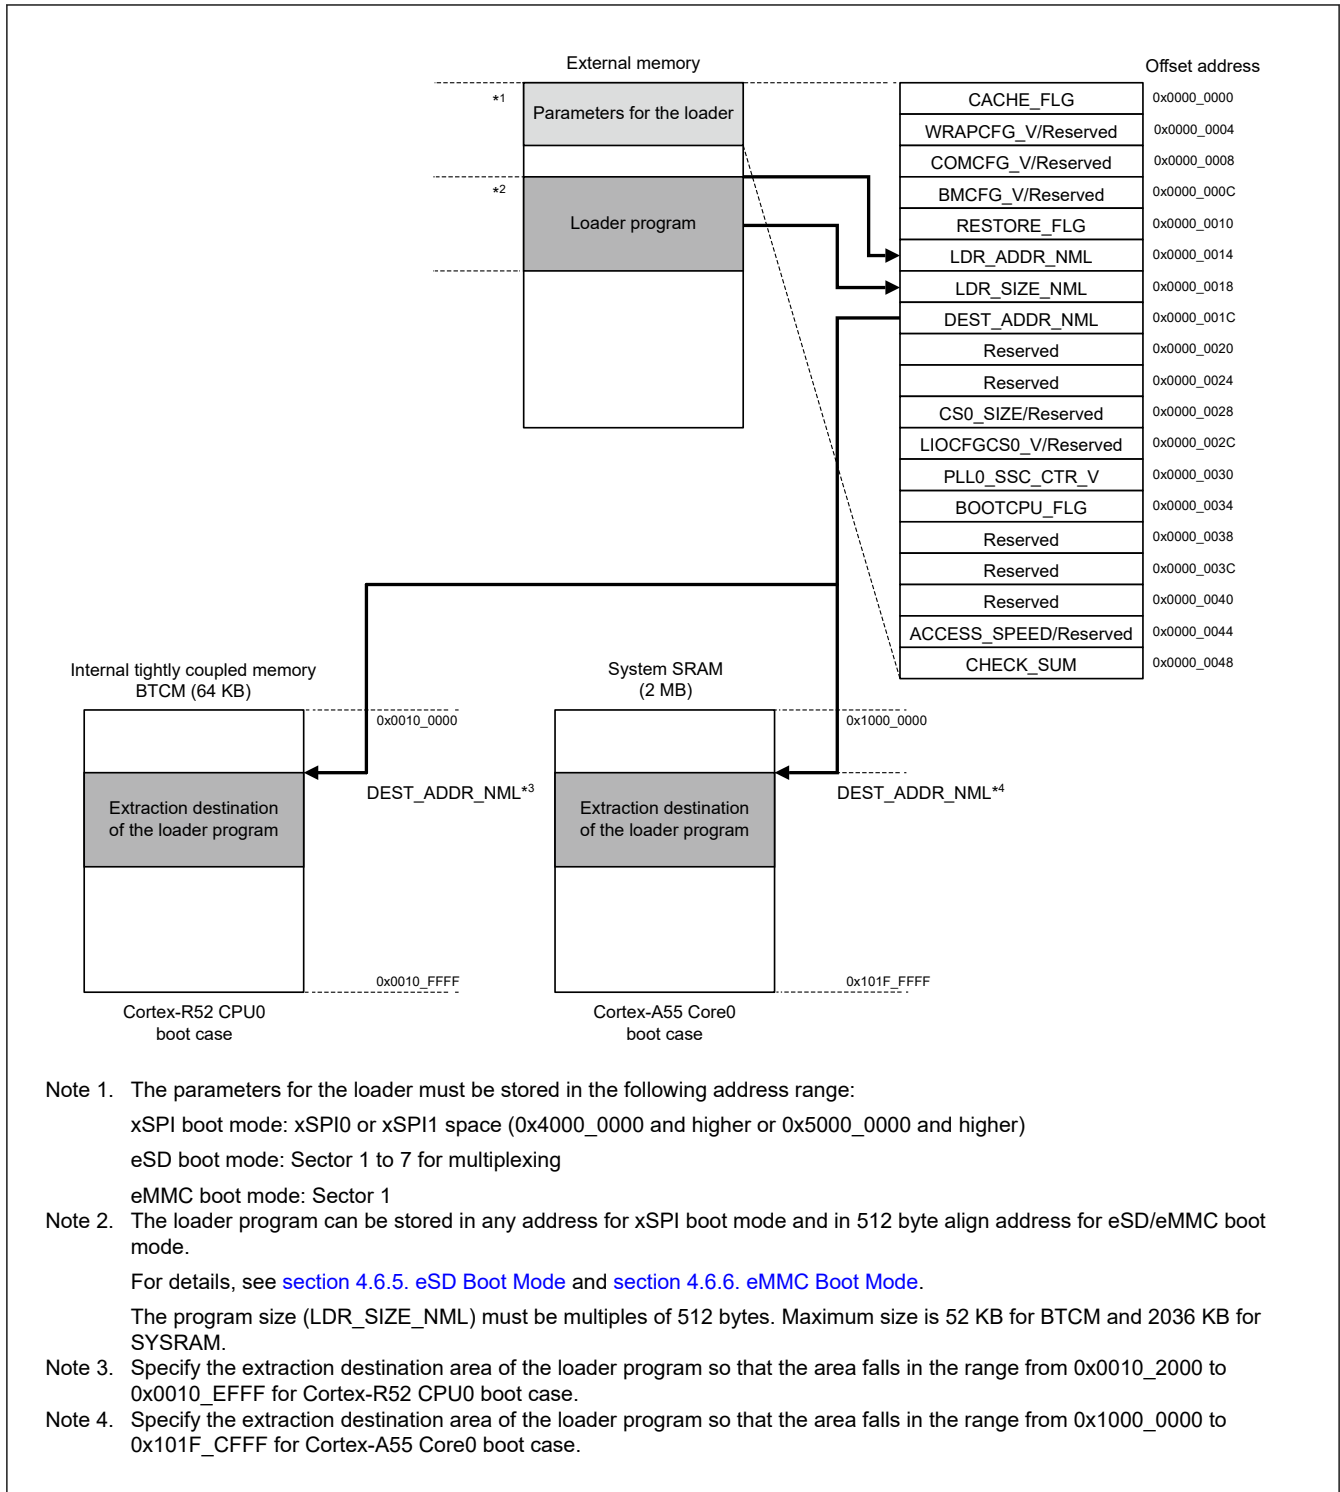 External memory
Offset address
*1
Parameters for the loader
*2
Loader program
CACHE_FLG 0x0000_0000
WRAPCFG_V/Reserved 0x0000_0004
COMCFG_V/Reserved 0x0000_0008
BMCFG_V/Reserved 0x0000_000C
RESTORE_FLG 0x0000_0010
LDR_ADDR_NML 0x0000_0014
LDR_SIZE_NML 0x0000_0018
DEST_ADDR_NML 0x0000_001C
Reserved 0x0000_0020
Reserved 0x0000_0024
CS0_SIZE/Reserved 0x0000_0028
LIOCFGCS0_V/Reserved 0x0000_002C
PLL0_SSC_CTR_V 0x0000_0030
BOOTCPU_FLG 0x0000_0034
Reserved 0x0000_0038
Reserved 0x0000_003C
Reserved 0x0000_0040
ACCESS_SPEED/Reserved 0x0000_0044
CHECK_SUM 0x0000_0048
Internal tightly coupled memory
BTCM (64 KB)
0x0010_0000
DEST_ADDR_NML*3
Extraction destination
of the loader program
0x0010_FFFF
Cortex-R52 CPU0
boot case
System SRAM
(2 MB)
0x1000_0000
DEST_ADDR_NML*4
Extraction destination
of the loader program
0x101F_FFFF
Cortex-A55 Core0
boot case
Note 1. The parameters for the loader must be stored in the following address range:
xSPI boot mode: xSPI0 or xSPI1 space (0x4000_0000 and higher or 0x5000_0000 and higher)
eSD boot mode: Sector 1 to 7 for multiplexing
eMMC boot mode: Sector 1
Note 2. The loader program can be stored in any address for xSPI boot mode and in 512 byte align address for eSD/eMMC boot
mode.
For details, see section 4.6.5. eSD Boot Mode and section 4.6.6. eMMC Boot Mode.
The program size (LDR_SIZE_NML) must be multiples of 512 bytes. Maximum size is 52 KB for BTCM and 2036 KB for
SYSRAM.
Note 3. Specify the extraction destination area of the loader program so that the area falls in the range from 0x0010_2000 to
0x0010_EFFF for Cortex-R52 CPU0 boot case.
Note 4. Specify the extraction destination area of the loader program so that the area falls in the range from 0x1000_0000 to
0x101F_CFFF for Cortex-A55 Core0 boot case.